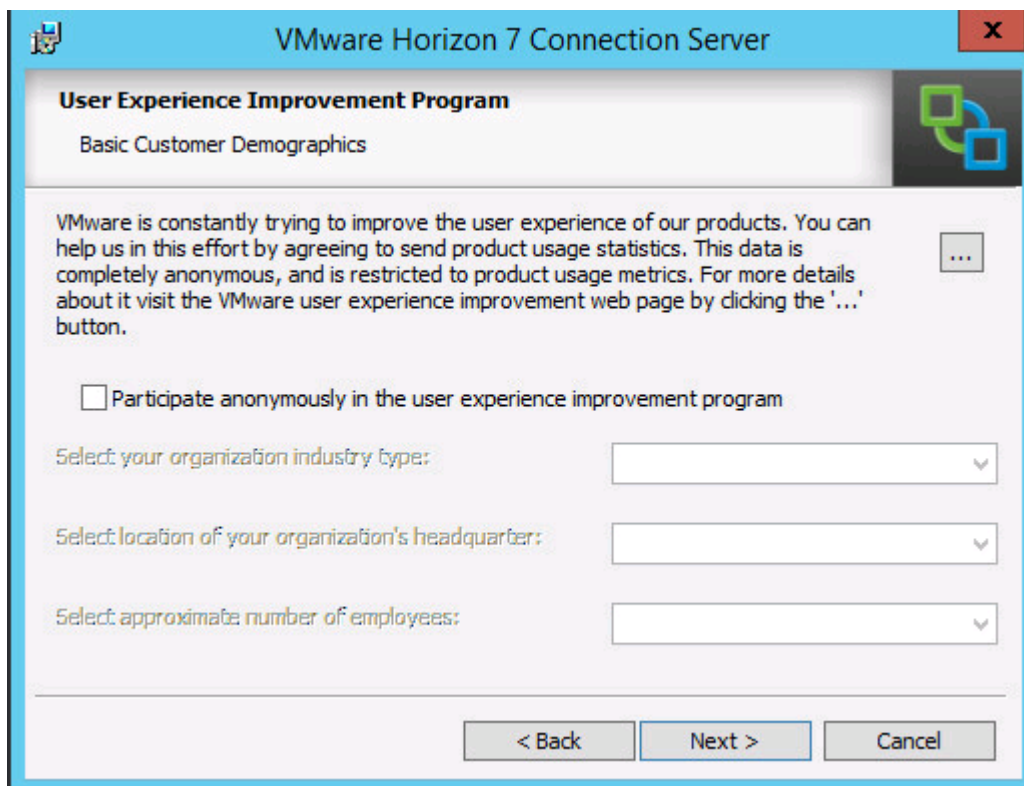 VMware Horizon 7 Connection Server
x
User Experience Improvement Program
Basic Customer Demographics
VMware is constantly trying to improve the user experience of our products. You can
help us in this effort by agreeing to send product usage statistics. This data is
completely anonymous, and is restricted to product usage metrics. For more details
about it visit the VMware user experience improvement web page by clicking the '...'
button.
...
Participate anonymously in the user experience improvement program
Select your organization industry type:
Select location of your organization's headquarter:
Select approximate number of employees:
< Back
Next >
Cancel